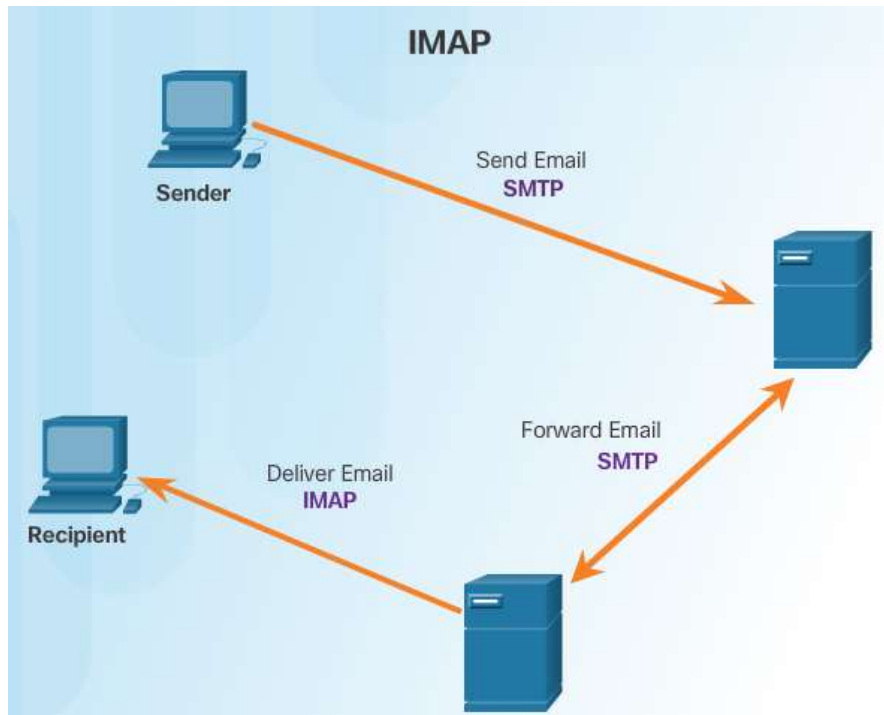 IMAP
Sender
Send Email
SMTP
Forward Email
SMTP
Deliver Email
IMAP
Recipient